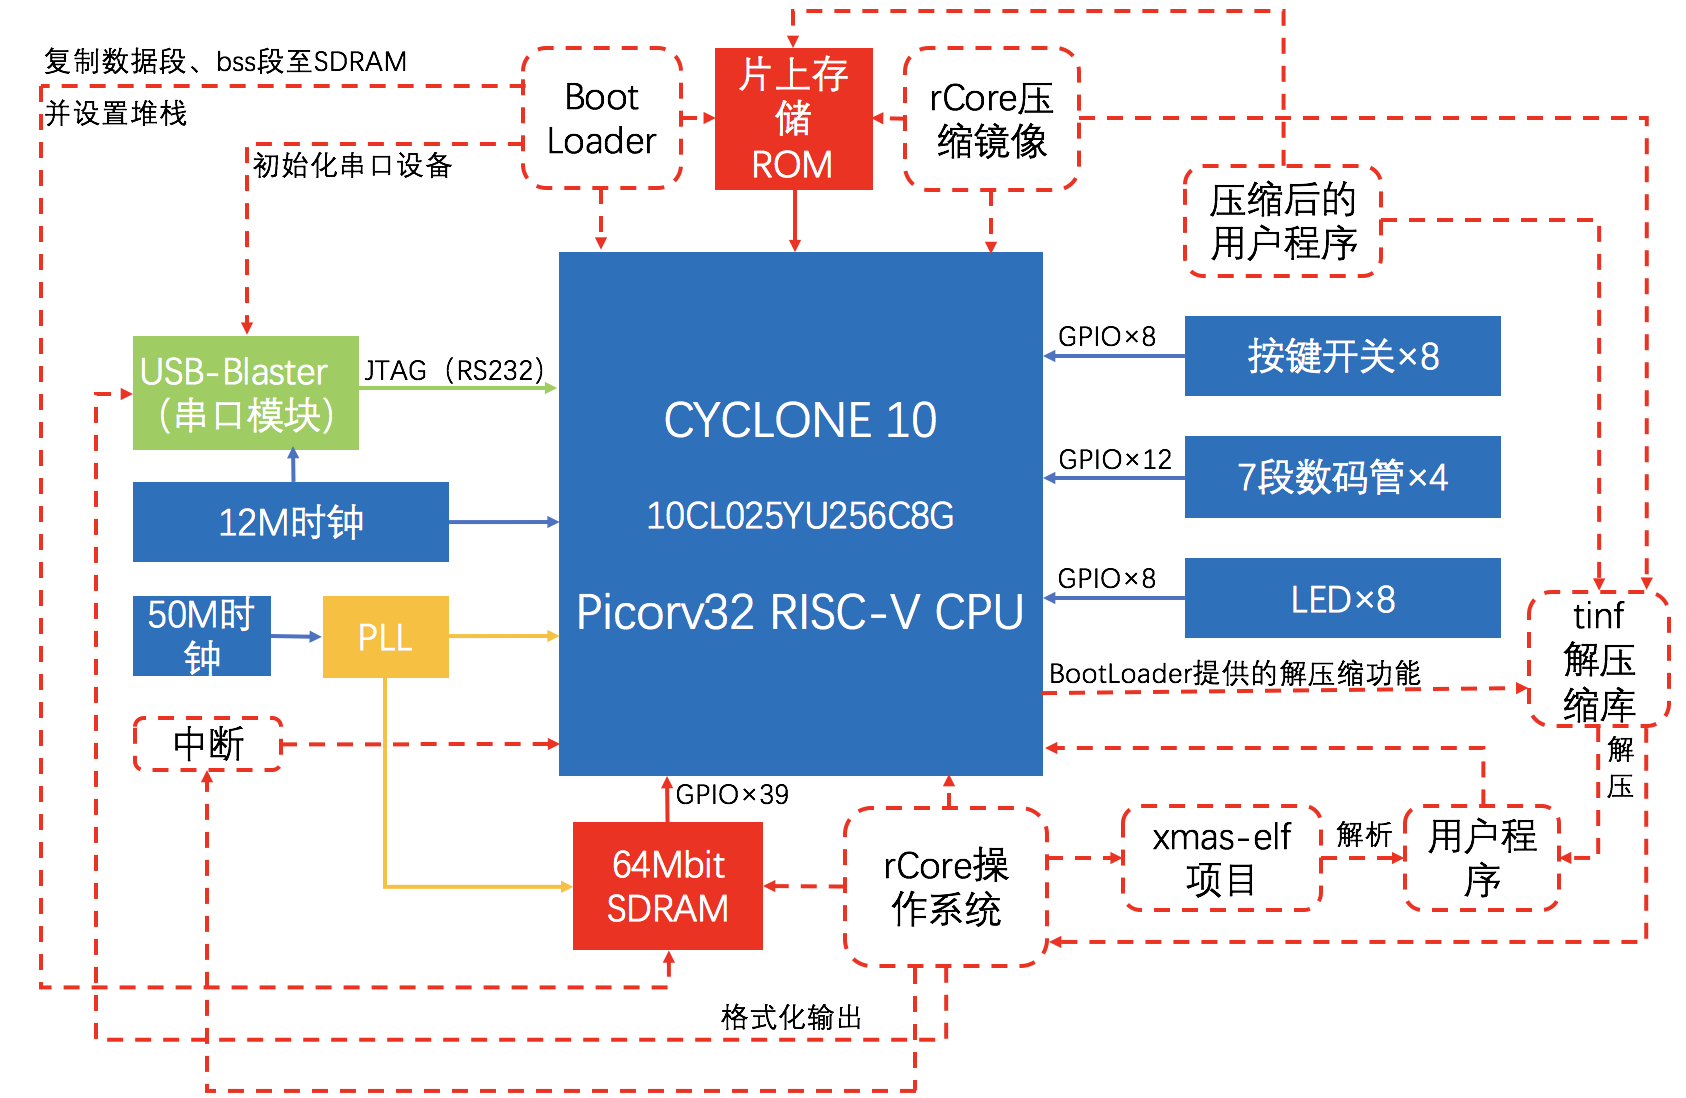 复制数据段、bss段至SDRAM
并设置堆栈
初始化串口设备
Boot
Loader
片上存
储
ROM
rCore压
缩镜像
压缩后的
用户程序
USB-Blaster
（串口模块）
JTAG（RS232）
12M时钟
50M时
钟
PLL
中断
CYCLONE 10
10CL025YU256C8G
Picorv32 RISC-V CPU
GPIO×8
按键开关×8
GPIO×12
7段数码管×4
GPIO×8
LED×8
BootLoader提供的解压缩功能
tinf
解压
缩库
解
压
GPIO×39
64Mbit
SDRAM
rCore操
作系统
xmas-elf
项目
解析
用户程
序
格式化输出